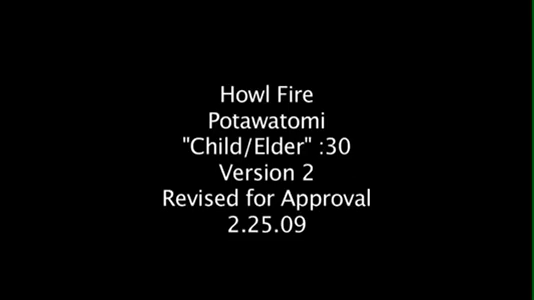 Howl Fire
Potawatomi
"Child/Elder" :30
Version 2
Revised for Approval
2.25.09